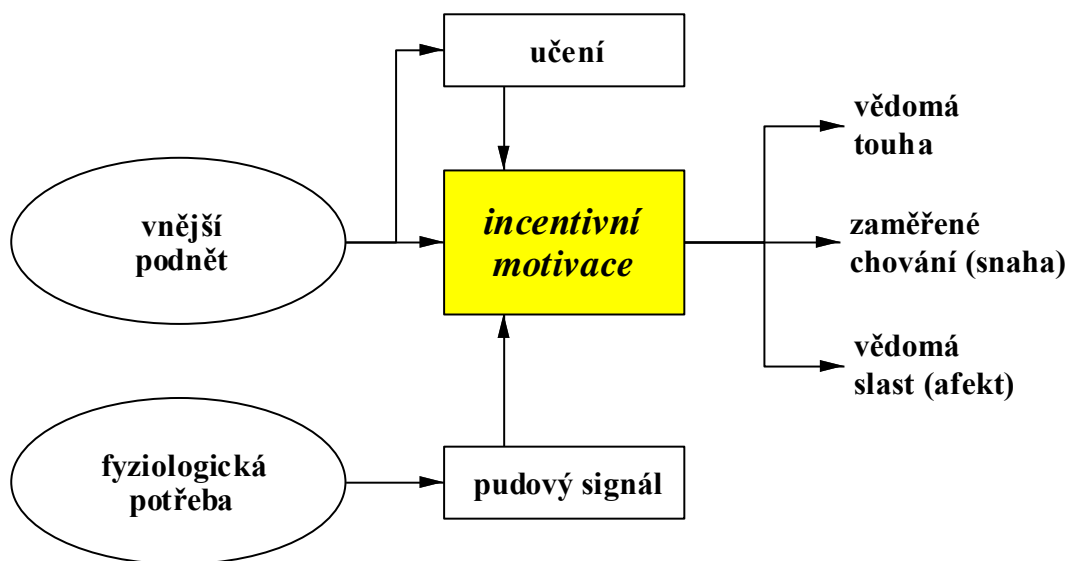 učení
vědomá
touha
vnější
podnět
incentivní
motivace
zaměřené
chování (snaha)
vědomá
slast (afekt)
fyziologická
potřeba
pudový signál